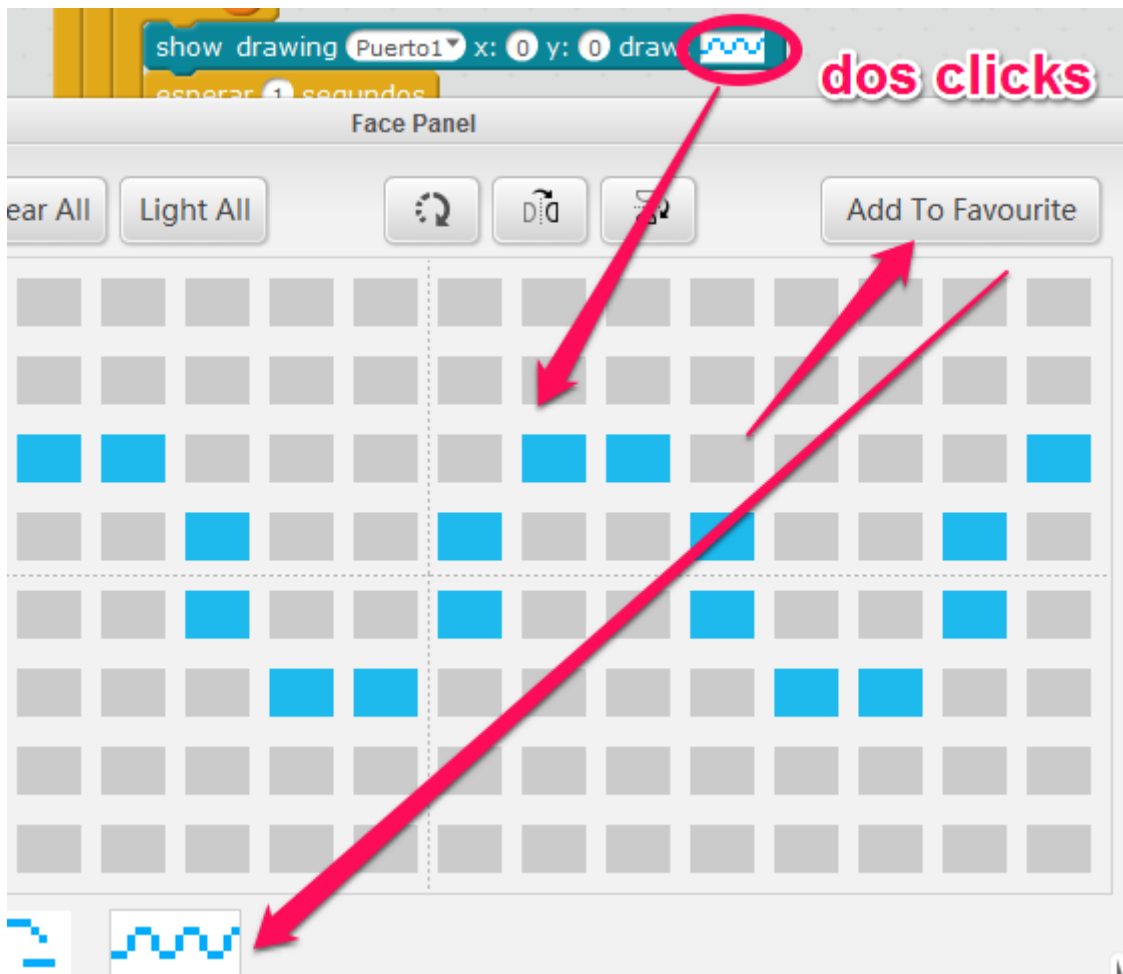 show drawing Puerto1 x: 0 y: 0 draw:
dos clicks
esperar 1 segundos
Face Panel
ear All
Light All
Add To Favourite